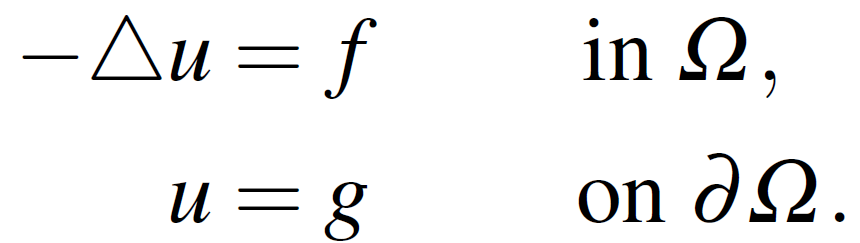 −△u = f in Ω,
u = g on ∂Ω.